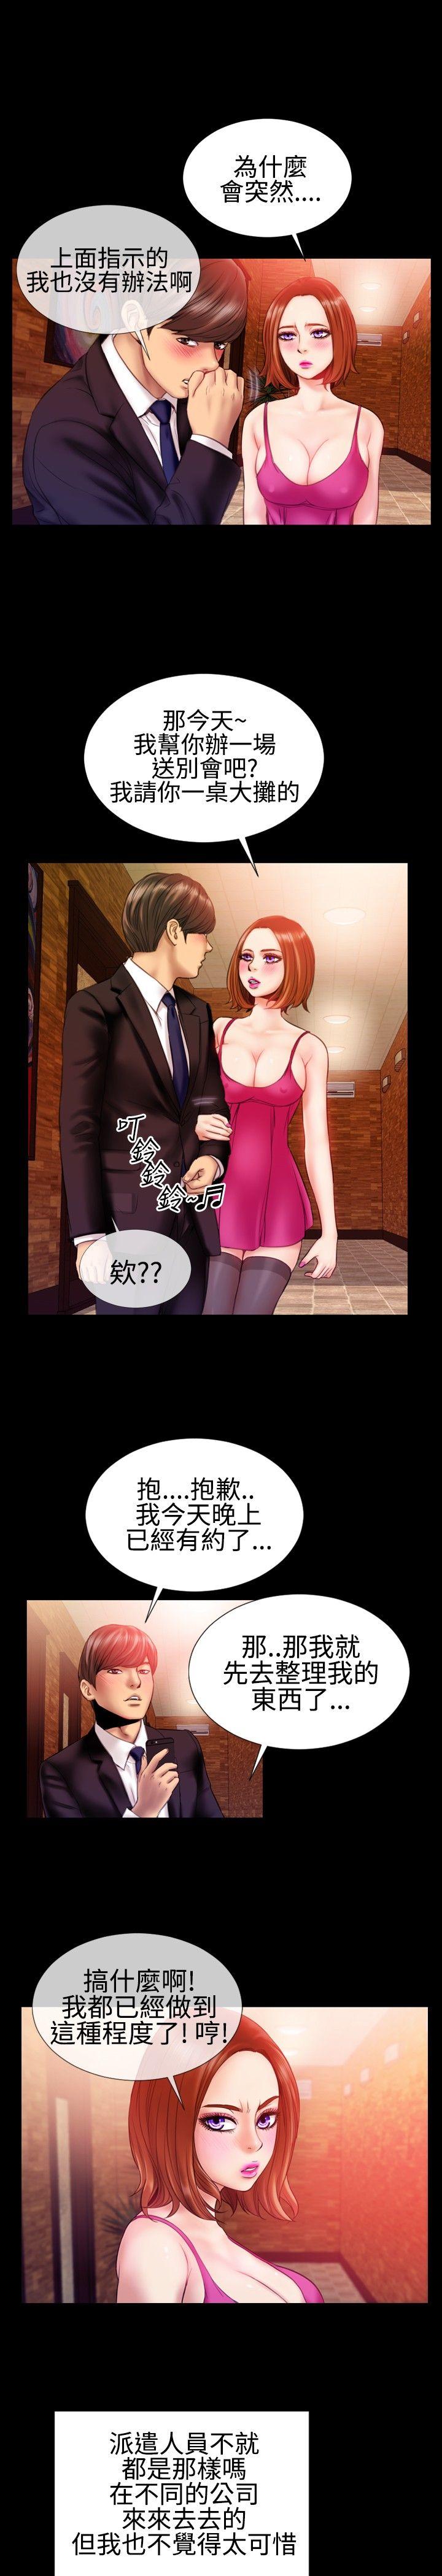 為什麼
會突然....
上面指示的
我也沒有辦法啊
那今天~
我幫你辦一場
送別會吧?
我請你一桌大攤的
叮
鈴
鈴
鈴~♫
欸??
抱....抱歉..
我今天晚上
已經有約了...
那..那我就
先去整理我的
東西了...
搞什麼啊!
我都已經做到
這種程度了! 哼!
派遣人員不就
都是那樣嗎
在不同的公司
來來去去的
但我也不覺得太可惜